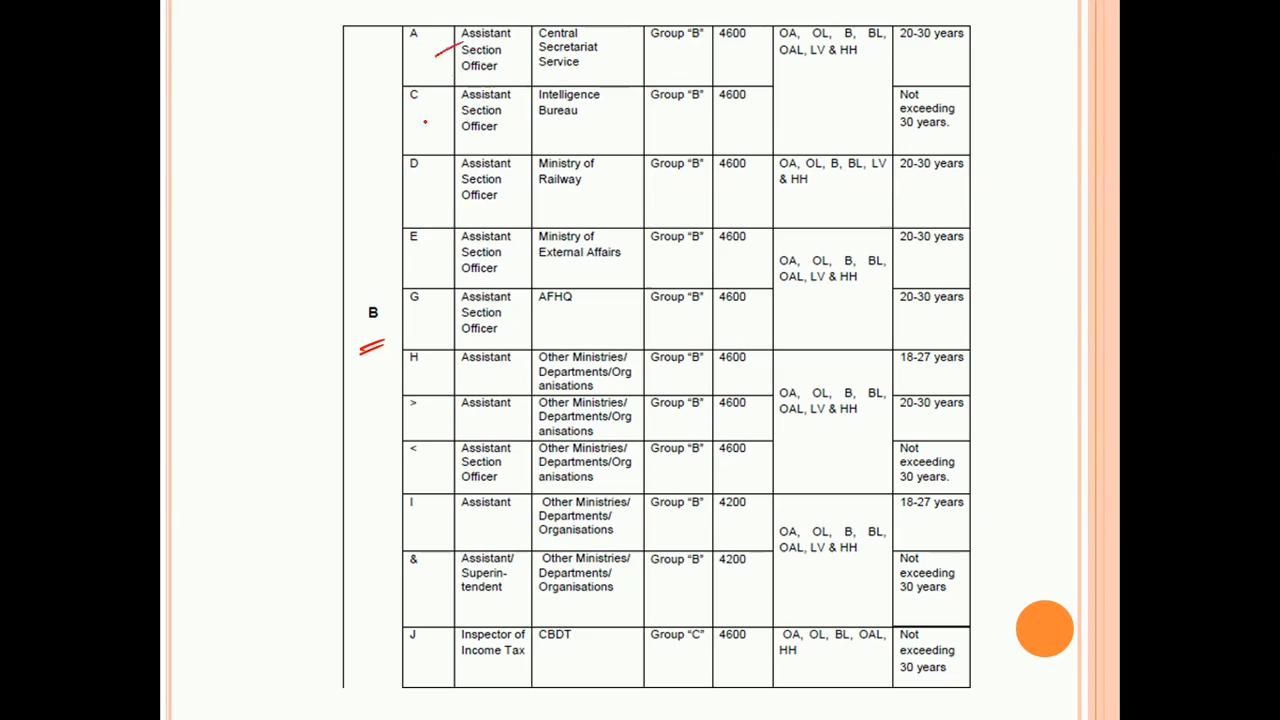 A Assistant Central Group “B” 4600 OA, OL, B, BL, 20-30 years
Section Secretariat OAL, LV & HH
Officer Service
C Assistant Intelligence Group “B” 4600 Not
Section Bureau exceeding
Officer 30 years.
D Assistant Ministry of Group “B” 4600 OA, OL, B, BL, LV 20-30 years
Section Railway & HH
Officer
E Assistant Ministry of Group “B” 4600 20-30 years
Section External Affairs OA, OL, B, BL,
Officer OAL, LV & HH
G Assistant AFHQ Group “B” 4600 20-30 years
B Section
Officer
H Assistant Other Ministries/ Group “B” 4600 18-27 years
Departments/Org
anisations OA, OL, B, BL,
> Assistant Other Ministries/ Group “B” 4600 OAL, LV & HH 20-30 years
Departments/Org
anisations
< Assistant Other Ministries/ Group “B” 4600 Not
Section Departments/Org exceeding
Officer anisations 30 years.
I Assistant Other Ministries/ Group “B” 4200 18-27 years
Departments/
Organisations OA, OL, B, BL,
OAL, LV & HH
& Assistant/ Other Ministries/ Group “B” 4200 Not
Superin- Departments/ exceeding
tendent Organisations 30 years
J Inspector of CBDT Group “C” 4600 OA, OL, BL, OAL, Not
Income Tax HH exceeding
30 years